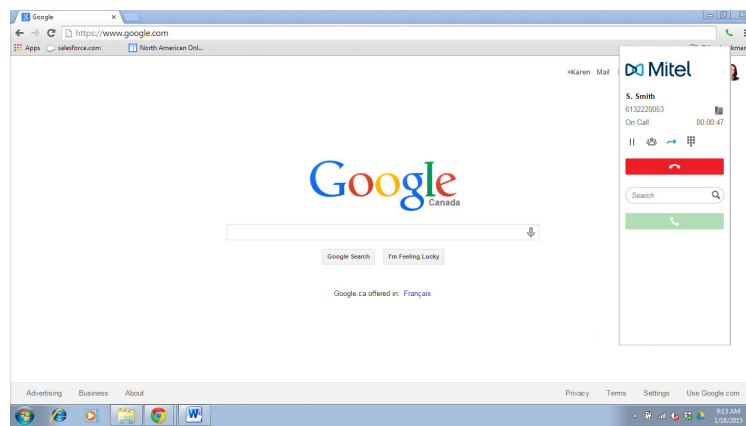 Google
https://www.google.com
Apps
salesforce.com
North American Onl...
kmar
+Karen Mail
Mitel
S. Smith
6132220053
On Call 00:00:47
Google
Canada
Search
Google Search
I'm Feeling Lucky
Google.ca offered in: Français
Advertising Business About
Privacy Terms Settings Use Google.com
9:13 AM
1/16/2015